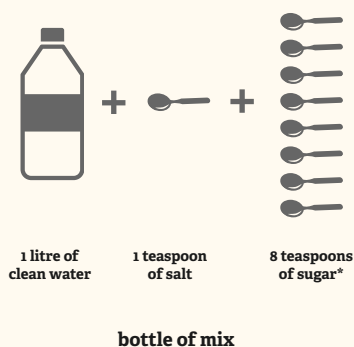 1 litre of
clean water
1 teaspoon
of salt
8 teaspoons
of sugar*
bottle of mix